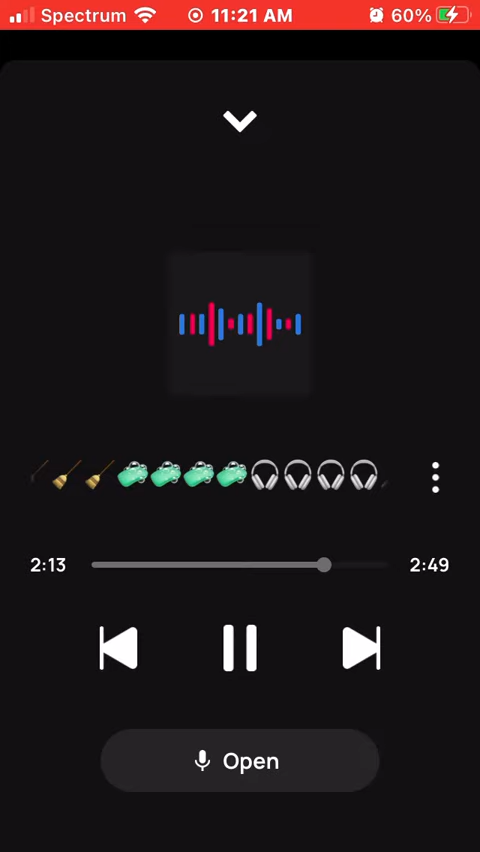 Spectrum 11:21 AM 60%
🧹🧹🧼🧼🧼🧼🎧🎧🎧🎧
2:13 2:49
Open